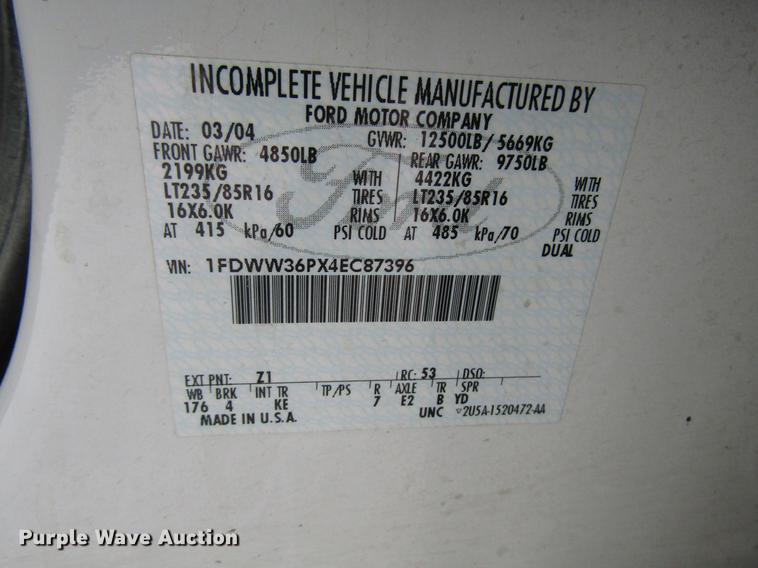 INCOMPLETE VEHICLE MANUFACTURED BY
FORD MOTOR COMPANY
DATE: 03/04 GVWR: 12500LB/ 5669KG
FRONT GAWR: 4850LB REAR GAWR: 9750LB
2199KG WITH 4422KG WITH
LT235/85R16 TIRES LT235/85R16 TIRES
16X6.0K RIMS 16X6.0K RIMS
AT 415 kPa/60 PSI COLD AT 485 kPa/70 PSI COLD
DUAL
Ford
VIN: 1FDWW36PX4EC87396
EXT PNT: Z1 RC: 53 DSO:
WB BRK INT TR TP/PS R AXLE TR SPR
176 4 KE 7 E2 B YD
MADE IN U.S.A. UNC 2U5A-1520472-AA
Purple Wave Auction